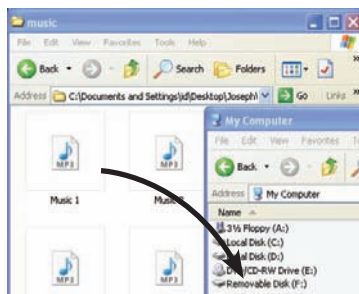 music
File Edit View Favorites Tools Help
Back Search Folders
Address C:\Documents and Settings\jd\Desktop\Joseph\ Go Links
MP3
MP3
Music 1
Music
MP3
MP3
My Computer
File Edit View Favorites
Back
Address My Computer
Name
3½ Floppy (A:)
Local Disk (C:)
Disk (D:)
/CD-RW Drive (E:)
Removable Disk (F:)